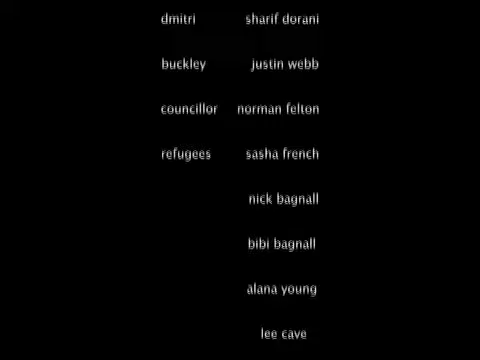 dmitri sharif dorani
buckley justin webb
councillor norman felton
refugees sasha french
nick bagnall
bibi bagnall
alana young
lee cave